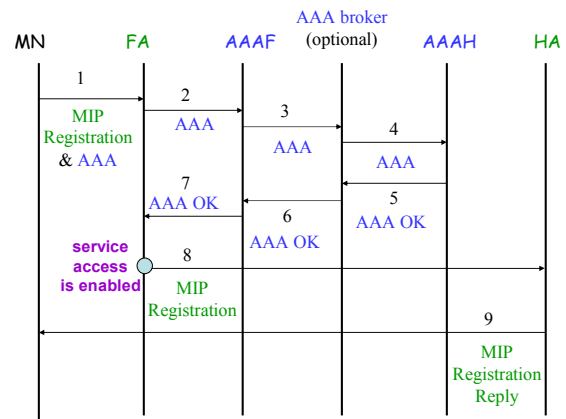 AAA broker
MN FA AAAF (optional) AAAH HA
1
2
3
4
MIP
Registration
& AAA
AAA
AAA
AAA
7
AAA OK
6
AAA OK
5
AAA OK
service
access
is enabled
8
MIP
Registration
9
MIP
Registration
Reply